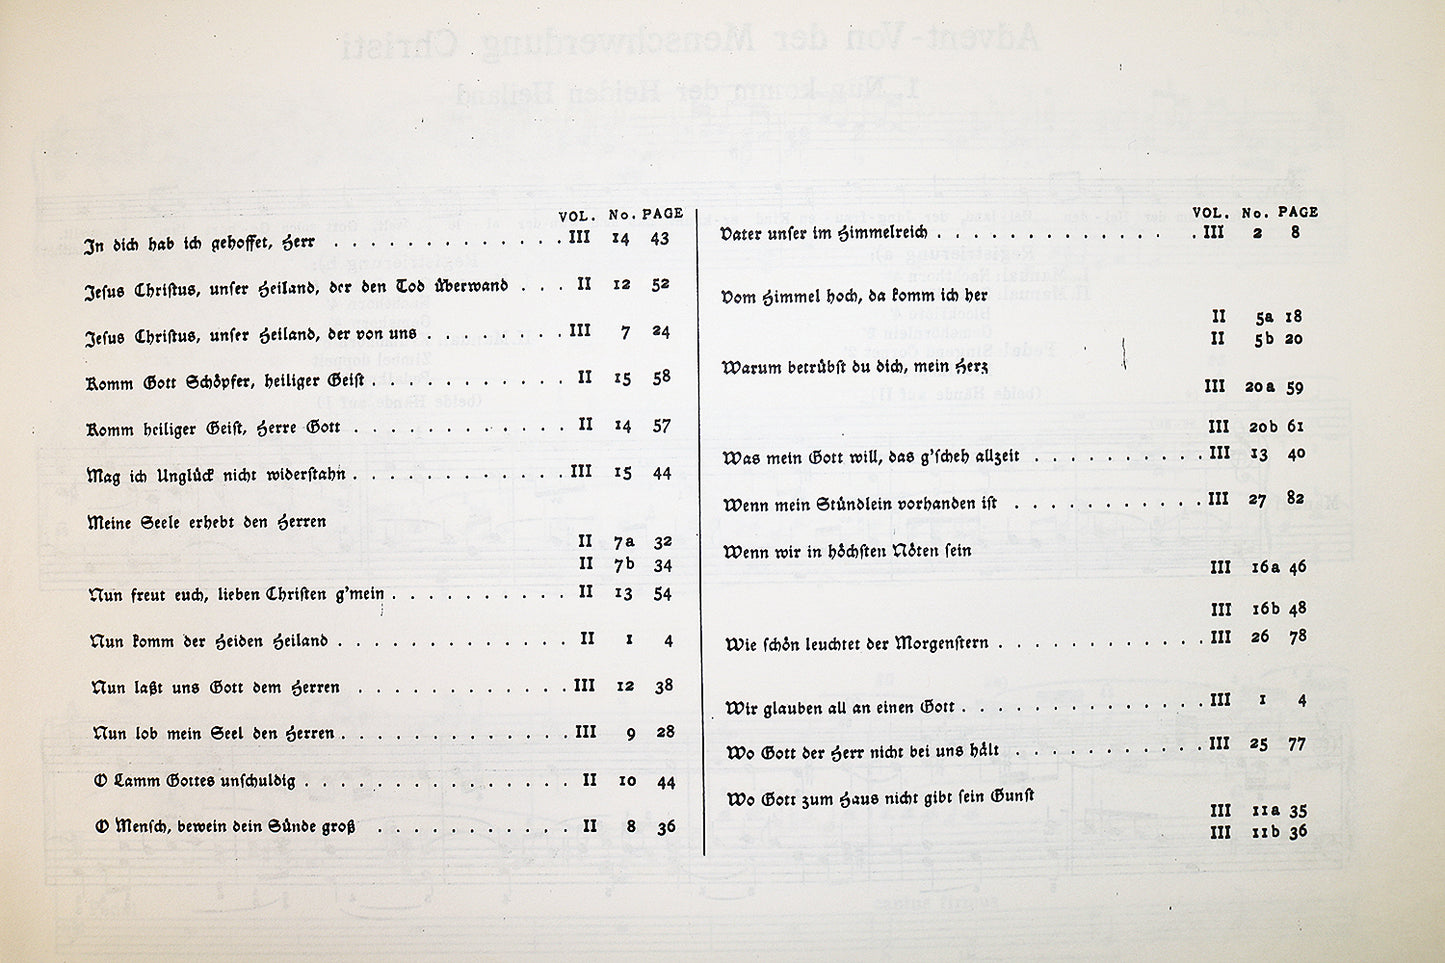 VOL. No. PAGE
In dich hab ich gehoffet, Herr . . . . . . . . . . . . . III 14 43
Jesus Christus, unser Heiland, der den Tod überwand . . . II 12 52
Jesus Christus, unser Heiland, der von uns . . . . . . . . III 7 24
Komm Gott Schöpfer, heiliger Geist . . . . . . . . . . . II 15 58
Komm heiliger Geist, Herre Gott . . . . . . . . . . . . II 14 57
Mag ich Unglück nicht widerstahn . . . . . . . . . . . . III 15 44
Meine Seele erhebt den Herren
II 7a 32
II 7b 34
Nun freut euch, lieben Christen g'mein . . . . . . . . . . II 13 54
Nun komm der Heiden Heiland . . . . . . . . . . . . . II 1 4
Nun laßt uns Gott dem Herren . . . . . . . . . . . . III 12 38
Nun lob mein Seel den Herren . . . . . . . . . . . . . III 9 28
O Lamm Gottes unschuldig . . . . . . . . . . . . . . . II 10 44
O Mensch, bewein dein Sünde groß . . . . . . . . . . . II 8 36
VOL. No. PAGE
Vater unser im Himmelreich . . . . . . . . . . . . . . III 2 8
Vom Himmel hoch, da komm ich her
II 5a 18
II 5b 20
Warum betrübst du dich, mein Herz
III 20a 59
III 20b 61
Was mein Gott will, das g'scheh allzeit . . . . . . . . . . III 13 40
Wenn mein Stündlein vorhanden ist . . . . . . . . . . . III 27 82
Wenn wir in höchsten Nöten sein
III 16a 46
III 16b 48
Wie schön leuchtet der Morgenstern . . . . . . . . . . . . III 26 78
Wir glauben all an einen Gott . . . . . . . . . . . . . . III 1 4
Wo Gott der Herr nicht bei uns hält . . . . . . . . . . . III 25 77
Wo Gott zum Haus nicht gibt sein Gunst
III 11a 35
III 11b 36